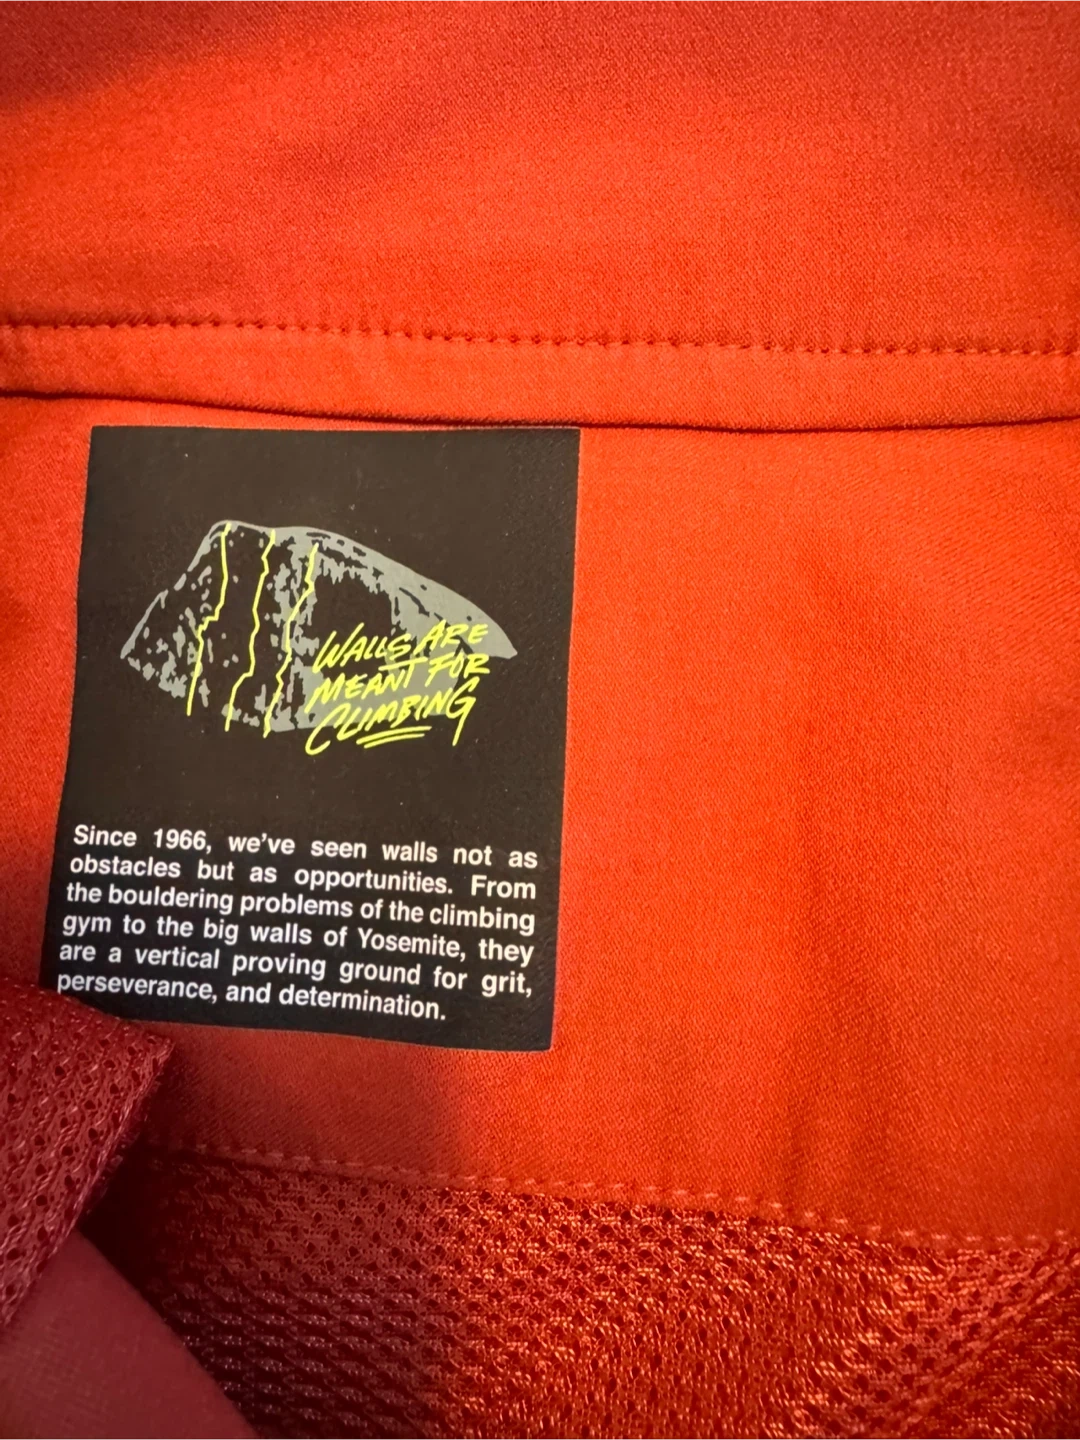 WALLS ARE
MEANT FOR
CLIMBING
Since 1966, we've seen walls not as
obstacles but as opportunities. From
the bouldering problems of the climbing
gym to the big walls of Yosemite, they
are a vertical proving ground for grit,
perseverance, and determination.